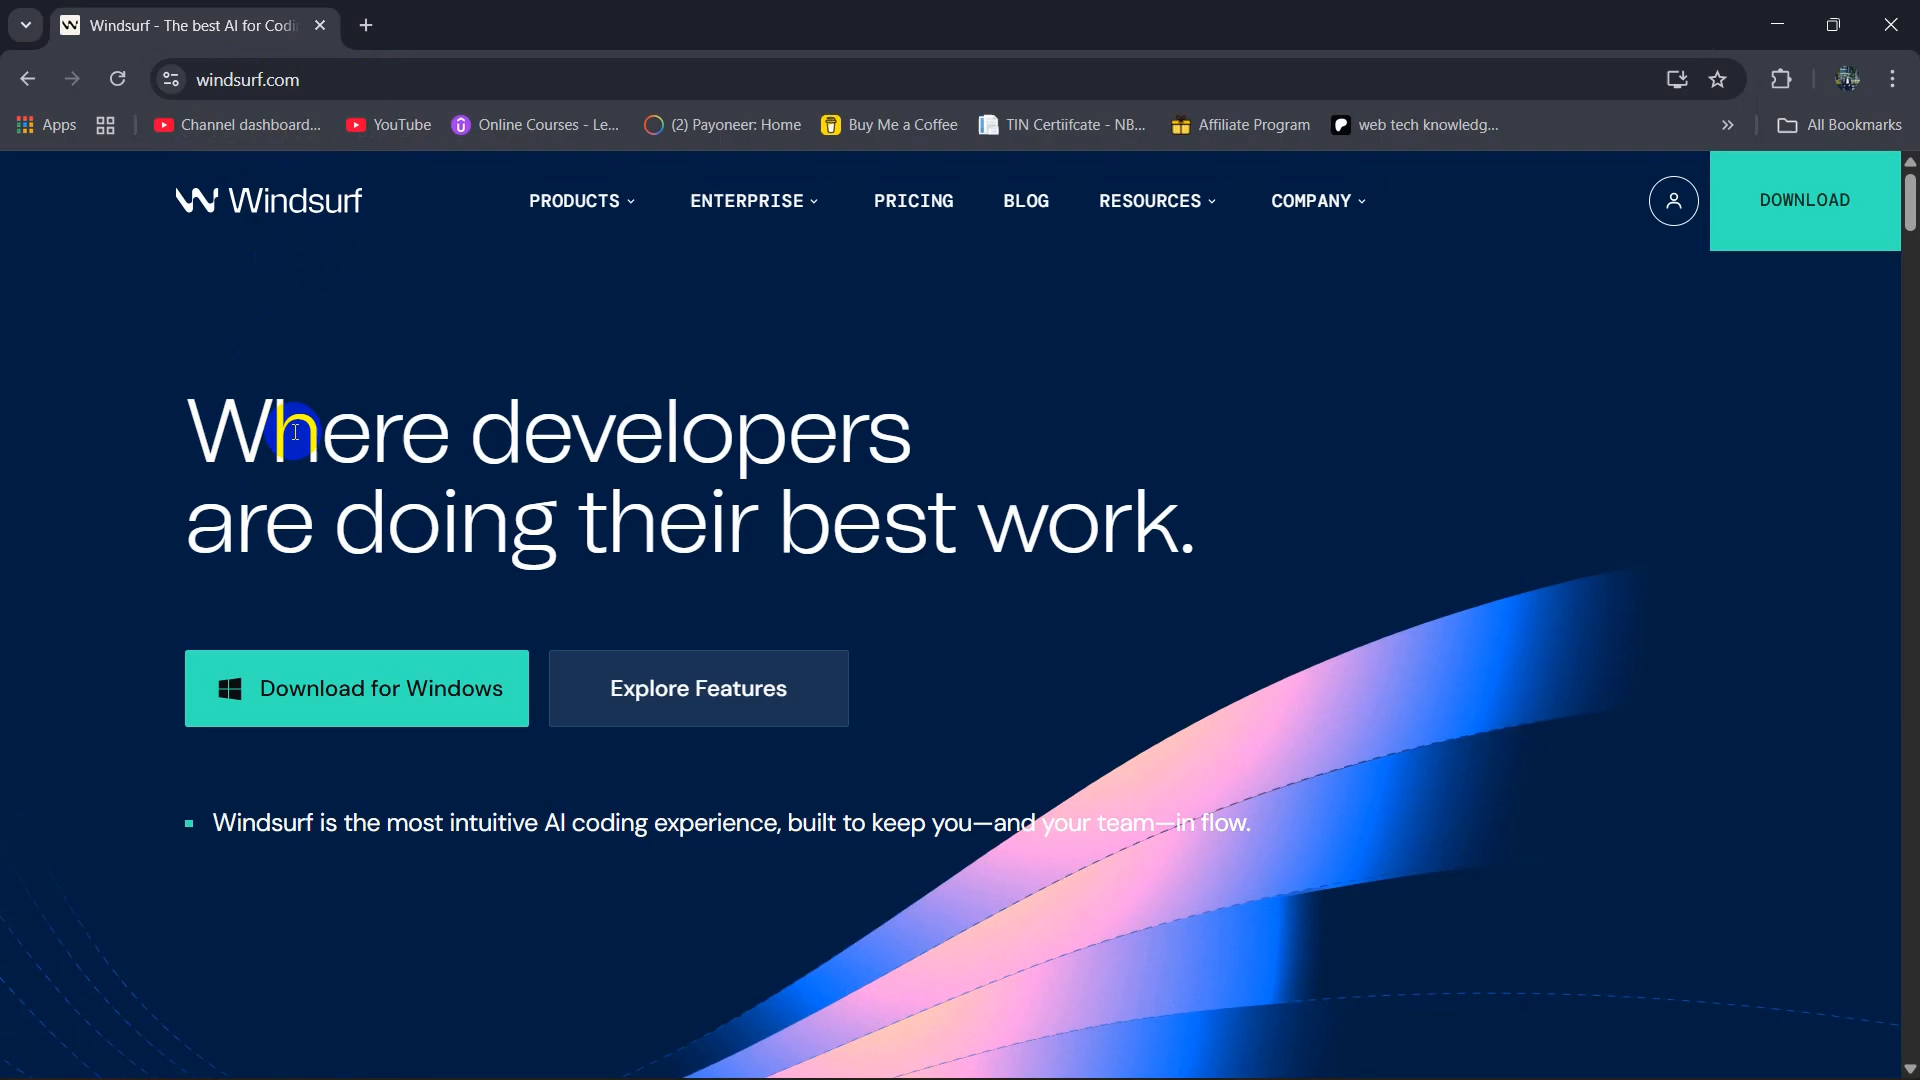 Windsurf - The best AI for Codi
windsurf.com
Apps
Channel dashboard...
YouTube
Online Courses - Le...
(2) Payoneer: Home
Buy Me a Coffee
TIN Certiifcate - NB...
Affiliate Program
web tech knowledg...
All Bookmarks
Windsurf
PRODUCTS
ENTERPRISE
PRICING
BLOG
RESOURCES
COMPANY
DOWNLOAD
Where developers
are doing their best work.
Download for Windows
Explore Features
Windsurf is the most intuitive AI coding experience, built to keep you—and your team—in flow.